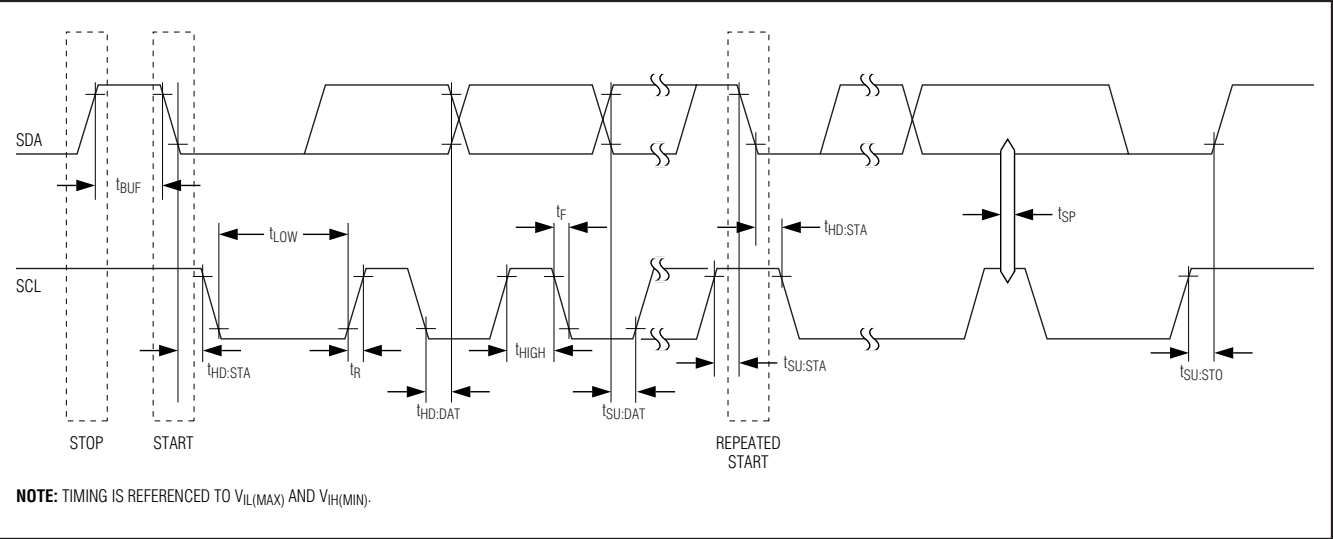 SDA
tBUF
tLOW
tF
tHD:STA
tSP
SCL
tHD:STA
tR
tHD:DAT
tHIGH
tSU:DAT
tSU:STA
tSU:STO
STOP
START
REPEATED
START
NOTE: TIMING IS REFERENCED TO VIL(MAX) AND VIH(MIN).